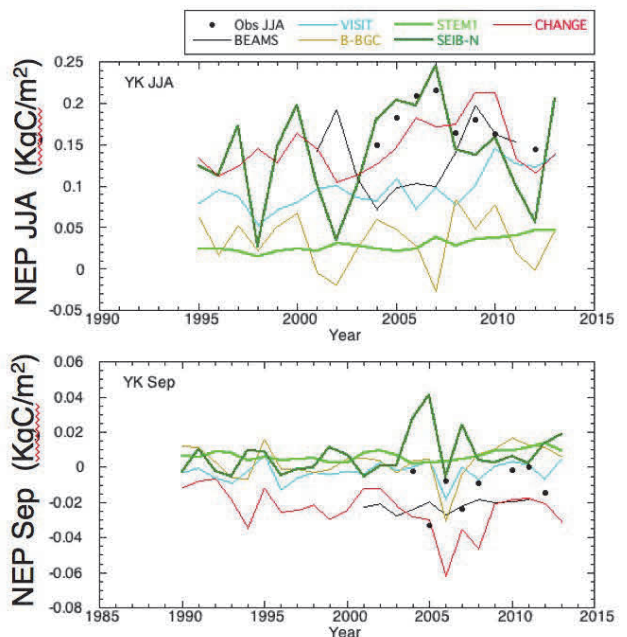 Obs JJA VISIT STEM1 CHANGE
BEAMS B-BGC SEIB-N
YK JJA
NEP JJA (KgC/m²)
0.25
0.2
0.15
0.1
0.05
0
-0.05
1990 1995 2000 2005 2010 2015
Year
YK Sep
NEP Sep (KgC/m²)
0.06
0.04
0.02
0
-0.02
-0.04
-0.06
-0.08
1985 1990 1995 2000 2005 2010 2015
Year